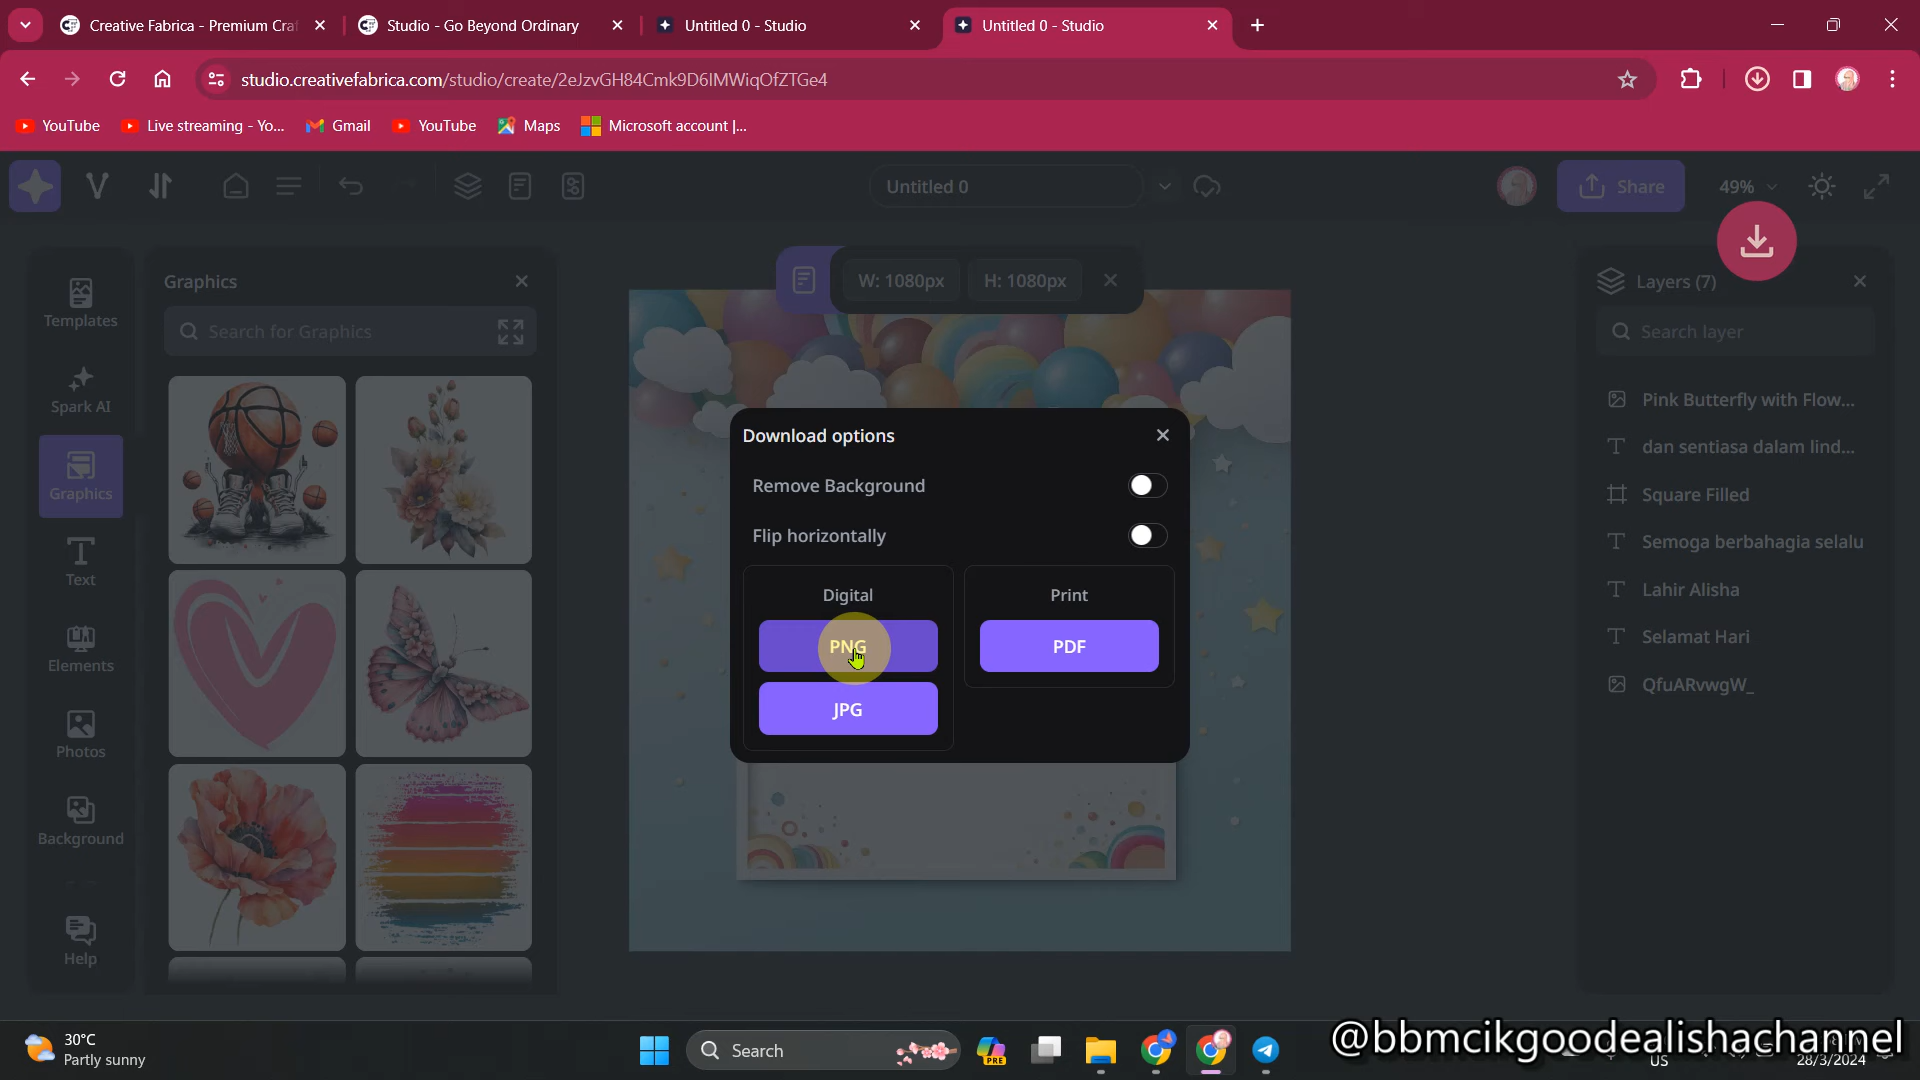 Creative Fabrica - Premium Craf
Studio - Go Beyond Ordinary
Untitled 0 - Studio
Untitled 0 - Studio
studio.creativefabrica.com/studio/create/2eJzvGH84Cmk9D6IMWiqOfZTGe4
YouTube
Live streaming - Yo...
Gmail
YouTube
Maps
Microsoft account |...
Untitled 0
Share
49%
Templates
Spark AI
Graphics
Text
Elements
Photos
Background
Help
Graphics
Search for Graphics
W: 1080px
H: 1080px
Download options
Remove Background
Flip horizontally
Digital
PNG
JPG
Print
PDF
Layers (7)
Search layer
Pink Butterfly with Flow...
dan sentiasa dalam lind...
Square Filled
Semoga berbahagia selalu
Lahir Alisha
Selamat Hari
QfuARvwgW_
30°C
Partly sunny
Search
PRE
@bbmcikgoodealishachannel
US
28/3/2024